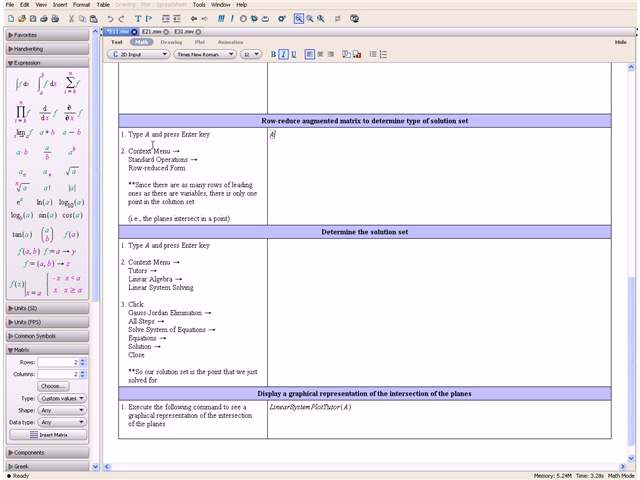 File Edit View Insert Format Table Drawing Plot Spreadsheet Tools Window Help
*E11.mw E21.mw E31.mw
Text Math Drawing Plot Animation Hide
2D Input Times New Roman 12 B I U
Favorites
Handwriting
Expression
Units (SI)
Units (FPS)
Common Symbols
Matrix
Rows: 2
Columns: 2
Choose...
Type: Custom values
Shape: Any
Data type: Any
Insert Matrix
Components
Greek
Row-reduce augmented matrix to determine type of solution set
1. Type A and press Enter key
A
2. Context Menu →
Standard Operations →
Row-reduced Form
**Since there are as many rows of leading
ones as there are variables, there is only one
point in the solution set
(i.e., the planes intersect in a point)
Determine the solution set
1. Type A and press Enter key
2. Context Menu →
Tutors →
Linear Algebra →
Linear System Solving
3. Click:
Gauss-Jordan Elimination →
All Steps →
Solve System of Equations →
Equations →
Solution →
Close
**So our solution set is the point that we just
solved for
Display a graphical representation of the intersection of the planes
1. Execute the following command to see a
graphical representation of the intersection
of the planes
LinearSystemPlotTutor(A)
Ready
Memory: 5.24M Time: 3.28s Math Mode